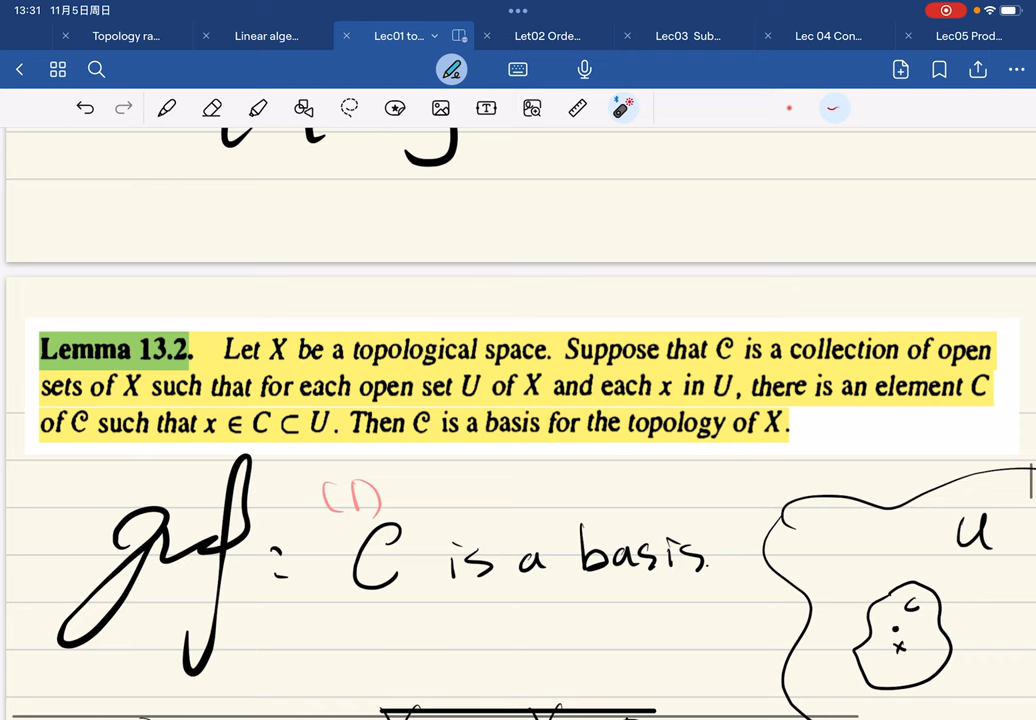 13:31 11月5日周日
Topology ra... Linear alge... Lec01 to... Let02 Orde... Lec03 Sub... Lec 04 Con... Lec05 Prod...
Lemma 13.2. Let X be a topological space. Suppose that C is a collection of open
sets of X such that for each open set U of X and each x in U, there is an element C
of C such that x ∈ C ⊂ U. Then C is a basis for the topology of X.
(1)
C is a basis.
U
C
x